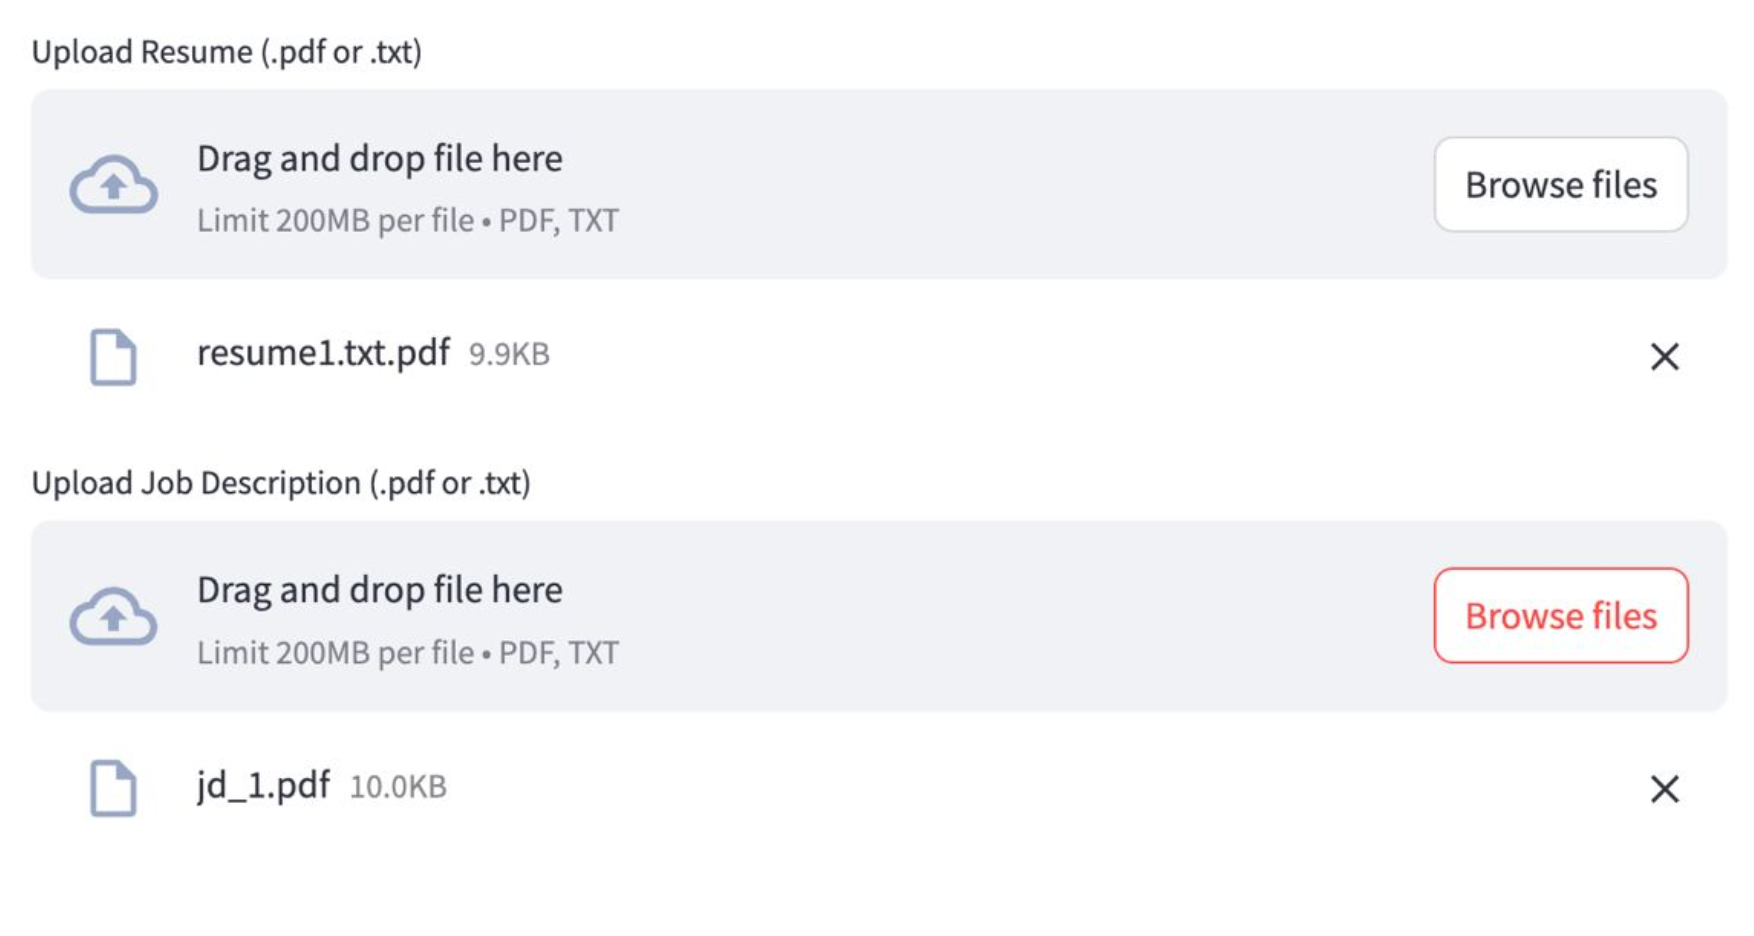 Upload Resume (.pdf or .txt)
Drag and drop file here
Limit 200MB per file • PDF, TXT
Browse files
resume1.txt.pdf 9.9KB
Upload Job Description (.pdf or .txt)
Drag and drop file here
Limit 200MB per file • PDF, TXT
Browse files
jd_1.pdf 10.0KB